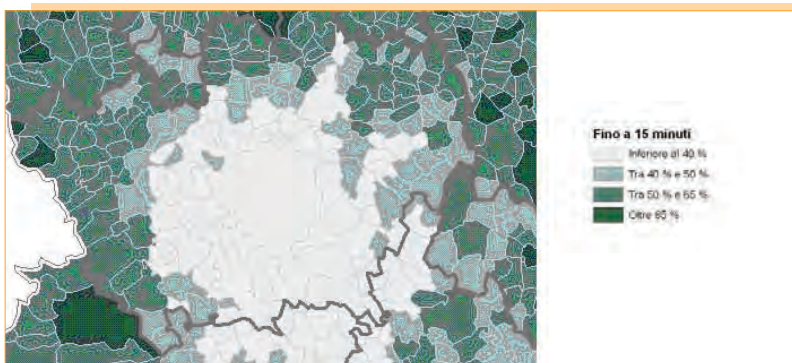 Fino a 15 minuti
Inferiore al 40 %
Tra 40 % e 50 %
Tra 50 % e 65 %
Oltre 65 %